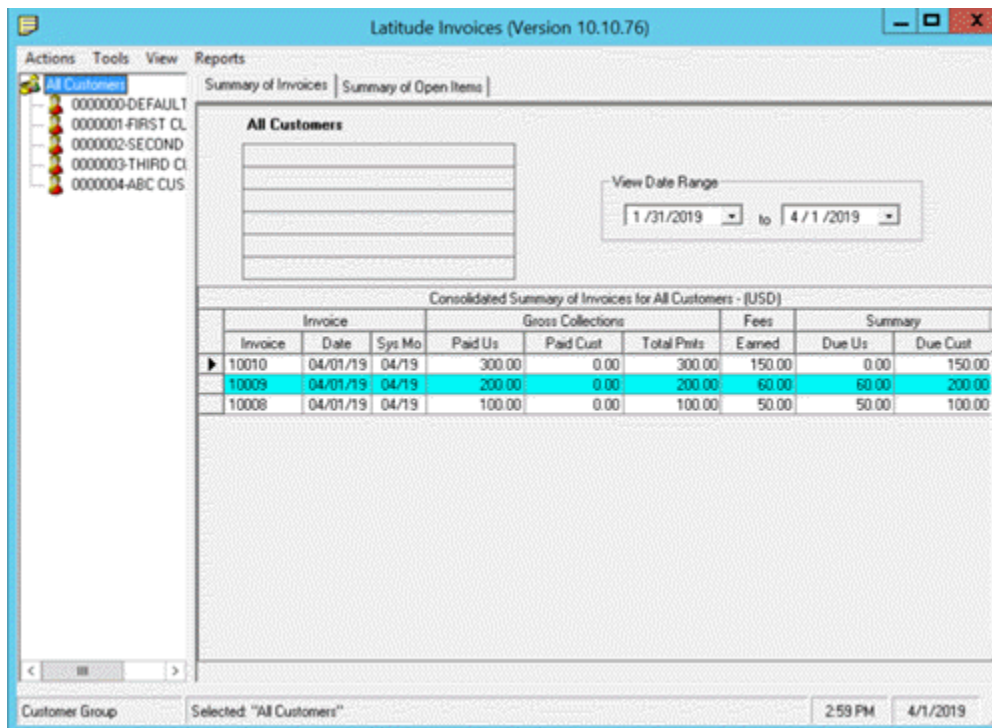 Latitude Invoices (Version 10.10.76)
Actions Tools View Reports
All Customers
0000000-DEFAULT
0000001-FIRST CL
0000002-SECOND
0000003-THIRD CU
0000004-ABC CUS
Summary of Invoices Summary of Open Items
All Customers
View Date Range
1 /31/2019 to 4 / 1 /2019
Consolidated Summary of Invoices for All Customers - (USD)
Invoice Gross Collections Fees Summary
Invoice Date Sys Mo Paid Us Paid Cust Total Pmts Earned Due Us Due Cust
10010 04/01/19 04/19 300.00 0.00 300.00 150.00 0.00 150.00
10009 04/01/19 04/19 200.00 0.00 200.00 60.00 60.00 200.00
10008 04/01/19 04/19 100.00 0.00 100.00 50.00 50.00 100.00
Customer Group Selected: "All Customers" 2:59 PM 4/1/2019